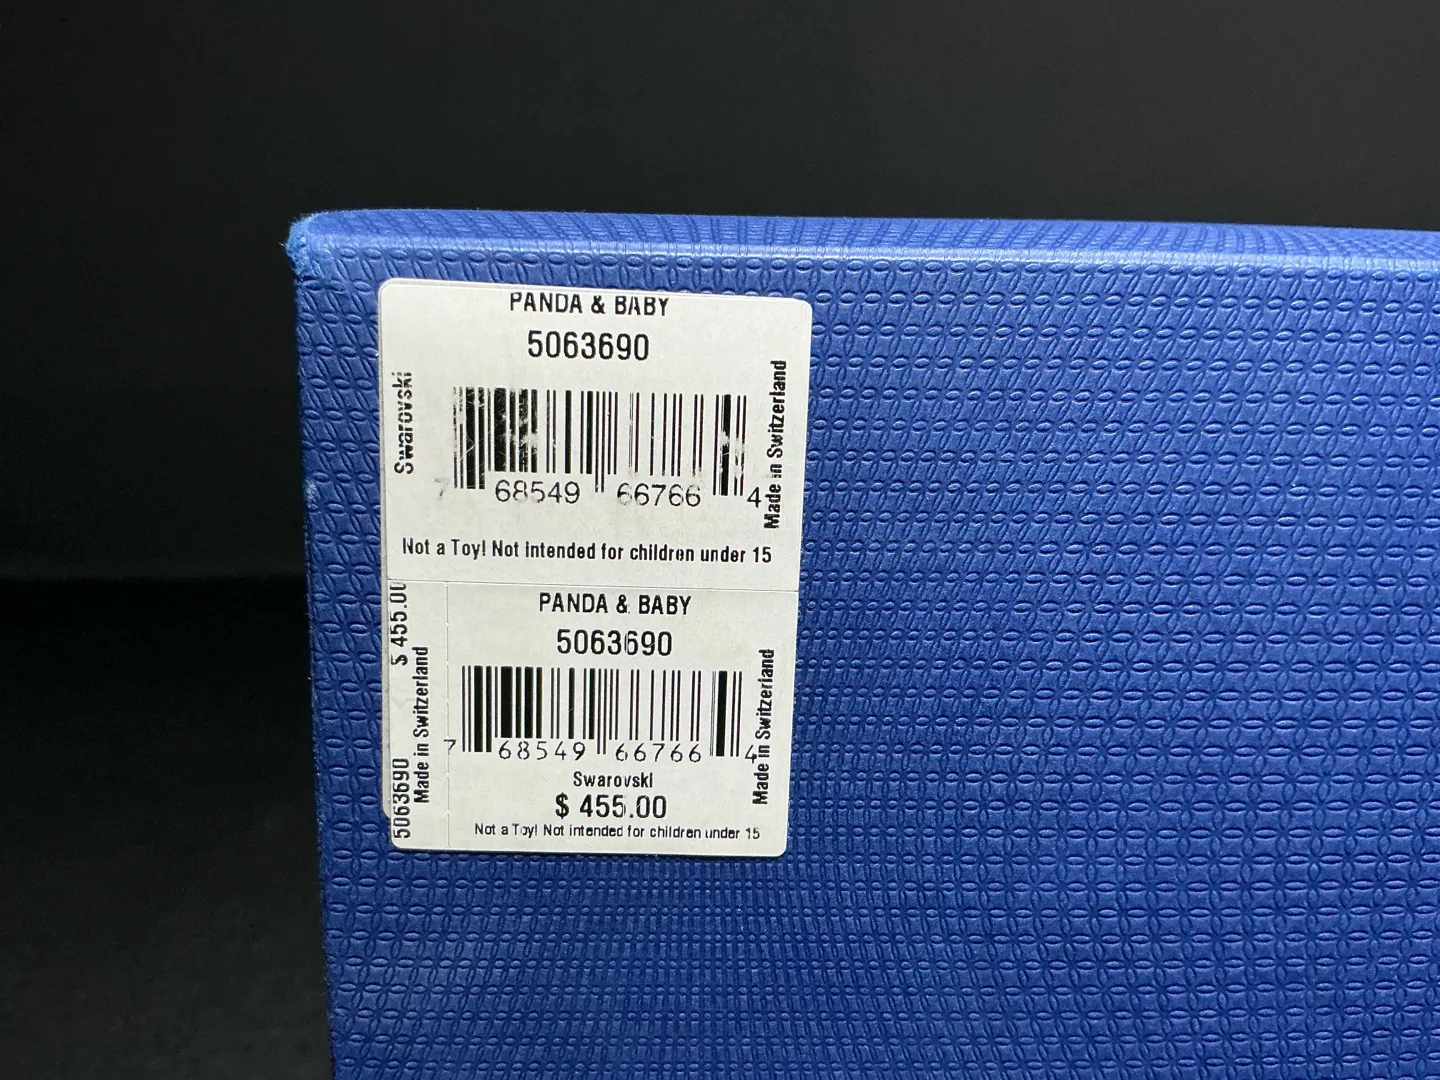 PANDA & BABY
5063690
Swarovski
Made in Switzerland
7 68549 66766 4
Not a Toy! Not intended for children under 15
5063690 $ 455.00
Made in Switzerland
PANDA & BABY
5063690
Made in Switzerland
7 68549 66766 4
Swarovski
$ 455.00
Not a Toy! Not intended for children under 15